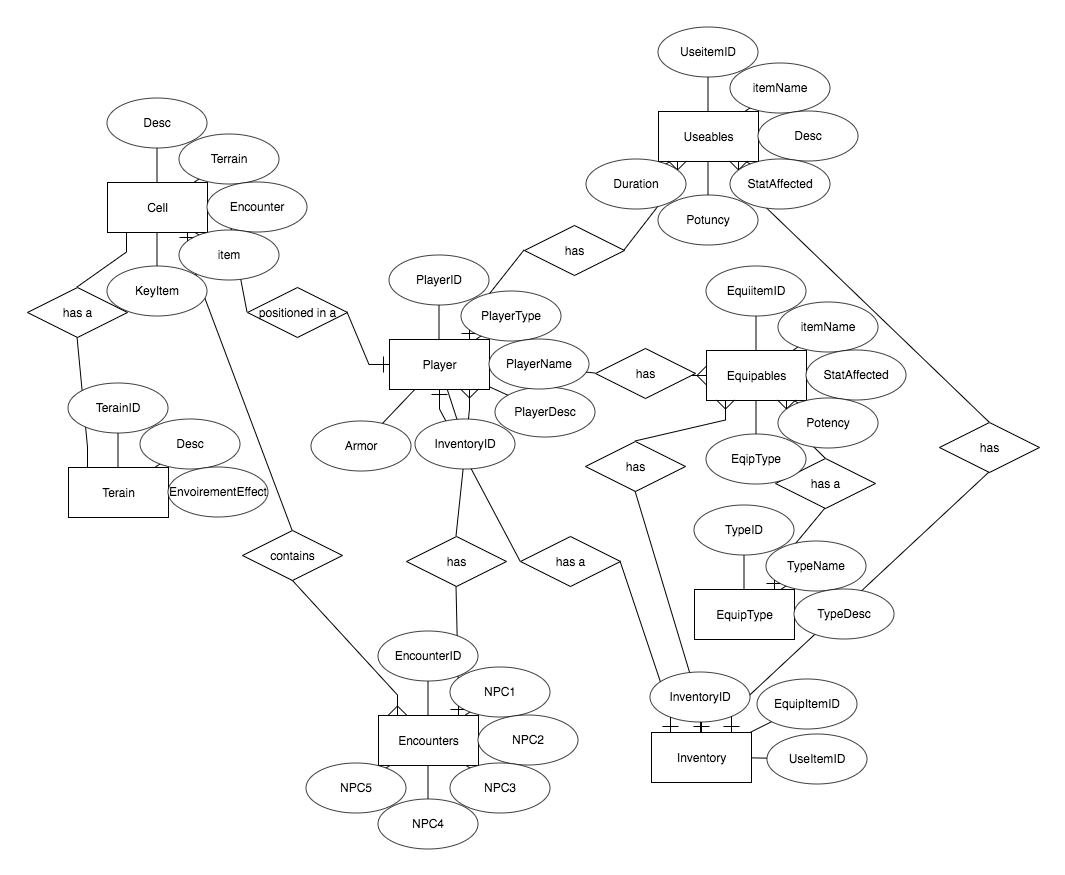 UseitemID
itemName
Useables
Desc
Duration
StatAffected
Potuncy
Desc
Terrain
Cell
Encounter
item
KeyItem
has a
positioned in a
has
PlayerID
PlayerType
Player
PlayerName
PlayerDesc
Armor
InventoryID
has
EquiitemID
itemName
Equipables
StatAffected
Potency
EqipType
has
has a
has
TerainID
Desc
Terain
EnvoirementEffect
contains
has
has a
TypeID
TypeName
EquipType
TypeDesc
EncounterID
NPC1
Encounters
NPC2
NPC5
NPC3
NPC4
InventoryID
EquipItemID
Inventory
UseItemID